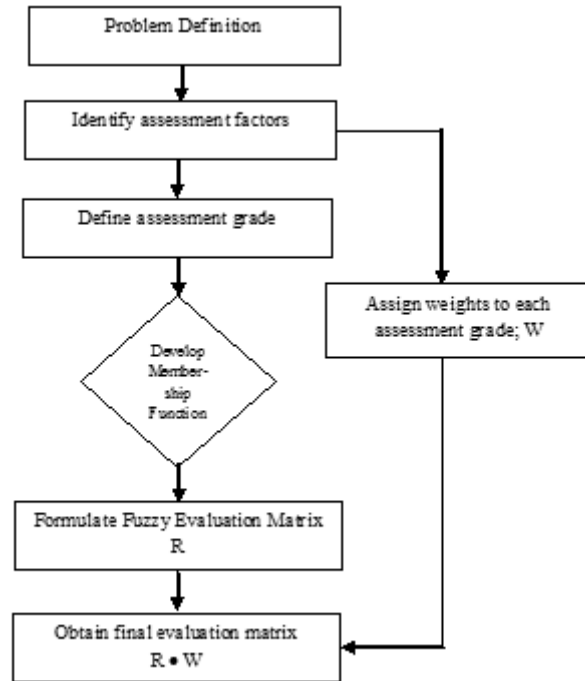 Problem Definition
Identify assessment factors
Define assessment grade
Assign weights to each
assessment grade; W
Develop
Member-
ship
Function
Formulate Fuzzy Evaluation Matrix
R
Obtain final evaluation matrix
R • W